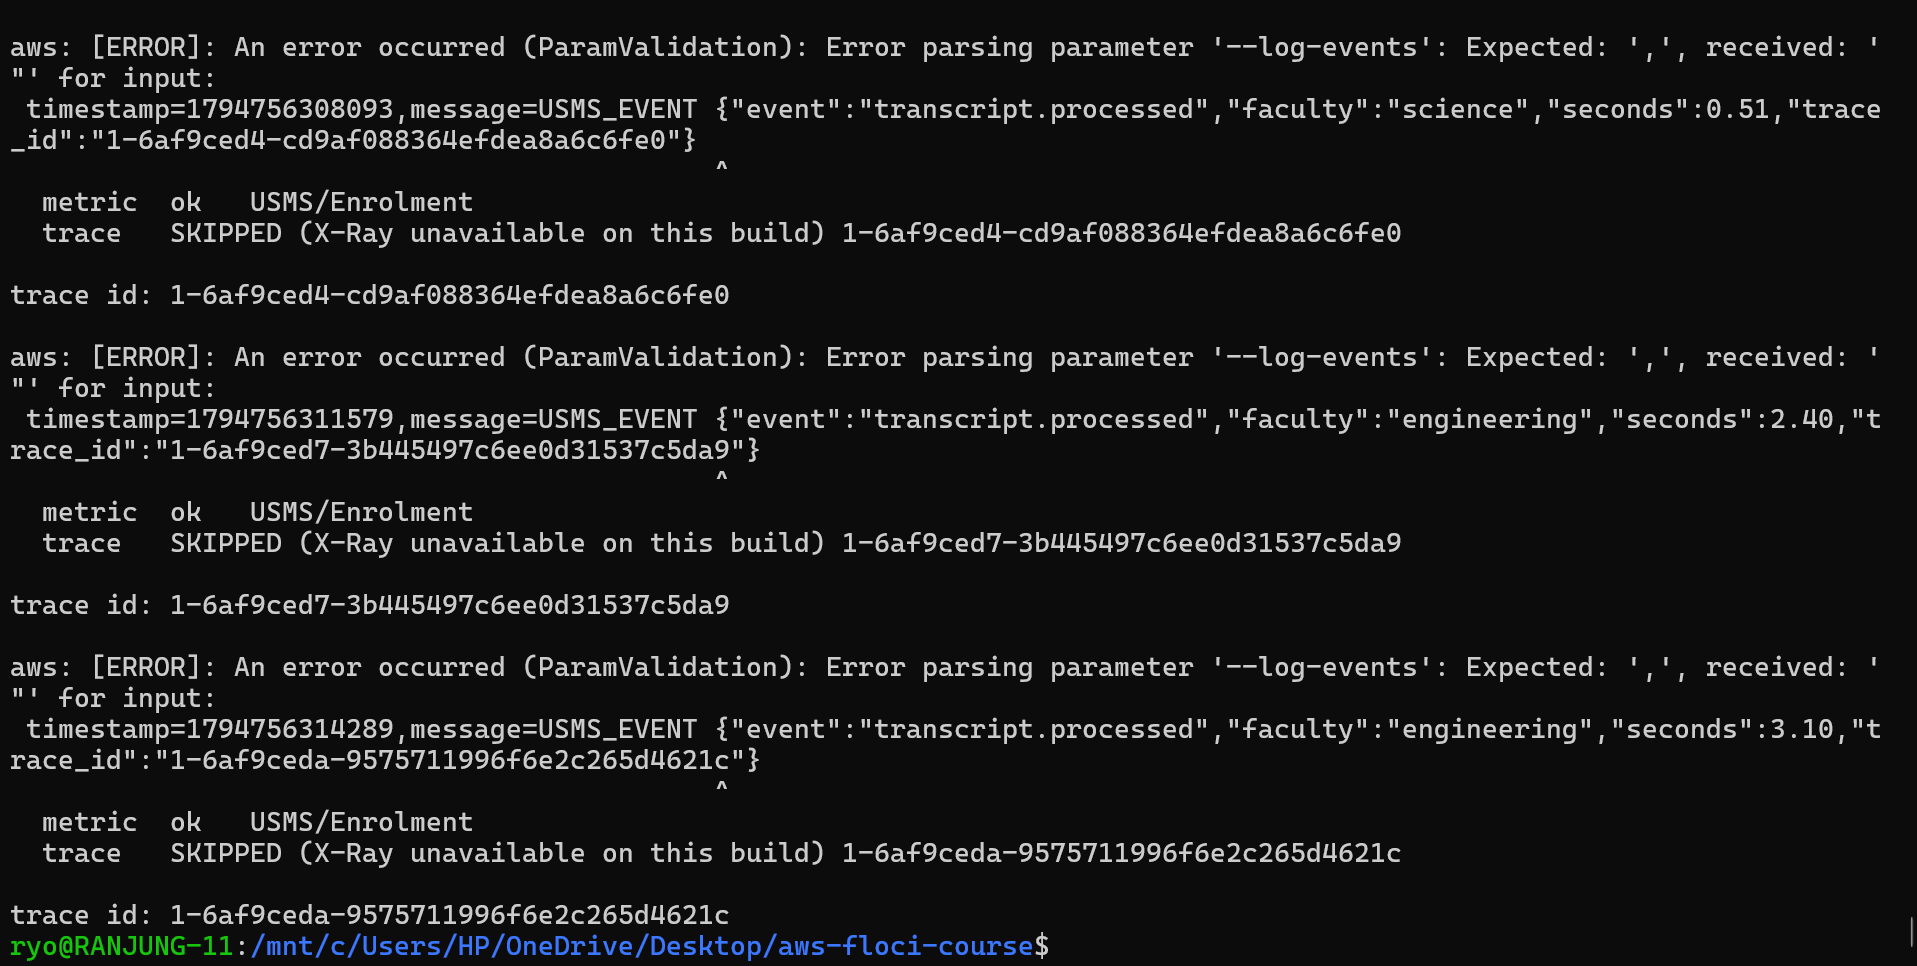 aws: [ERROR]: An error occurred (ParamValidation): Error parsing parameter '--log-events': Expected: ',', received: '
"' for input:
 timestamp=1794756308093,message=USMS_EVENT {"event":"transcript.processed","faculty":"science","seconds":0.51,"trace
_id":"1-6af9ced4-cd9af088364efdea8a6c6fe0"}
                                            ^
  metric  ok   USMS/Enrolment
  trace   SKIPPED (X-Ray unavailable on this build) 1-6af9ced4-cd9af088364efdea8a6c6fe0

trace id: 1-6af9ced4-cd9af088364efdea8a6c6fe0

aws: [ERROR]: An error occurred (ParamValidation): Error parsing parameter '--log-events': Expected: ',', received: '
"' for input:
 timestamp=1794756311579,message=USMS_EVENT {"event":"transcript.processed","faculty":"engineering","seconds":2.40,"t
race_id":"1-6af9ced7-3b445497c6ee0d31537c5da9"}
                                            ^
  metric  ok   USMS/Enrolment
  trace   SKIPPED (X-Ray unavailable on this build) 1-6af9ced7-3b445497c6ee0d31537c5da9

trace id: 1-6af9ced7-3b445497c6ee0d31537c5da9

aws: [ERROR]: An error occurred (ParamValidation): Error parsing parameter '--log-events': Expected: ',', received: '
"' for input:
 timestamp=1794756314289,message=USMS_EVENT {"event":"transcript.processed","faculty":"engineering","seconds":3.10,"t
race_id":"1-6af9ceda-9575711996f6e2c265d4621c"}
                                            ^
  metric  ok   USMS/Enrolment
  trace   SKIPPED (X-Ray unavailable on this build) 1-6af9ceda-9575711996f6e2c265d4621c

trace id: 1-6af9ceda-9575711996f6e2c265d4621c
ryo@RANJUNG-11:/mnt/c/Users/HP/OneDrive/Desktop/aws-floci-course$